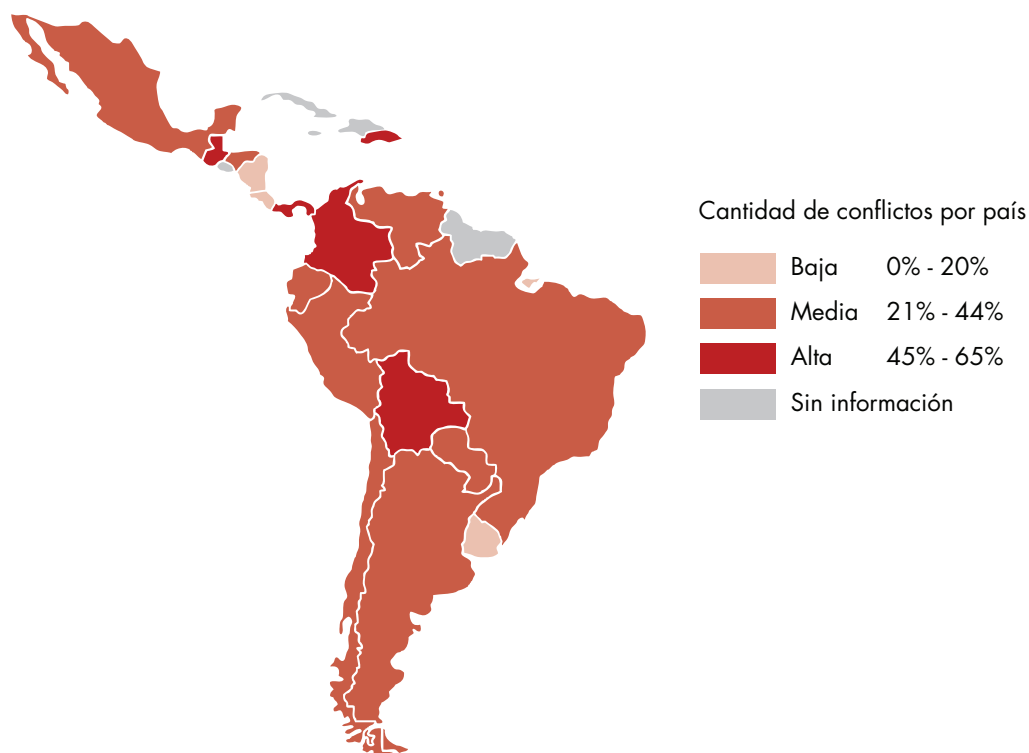 Cantidad de conflictos por país
Baja 0% - 20%
Media 21% - 44%
Alta 45% - 65%
Sin información